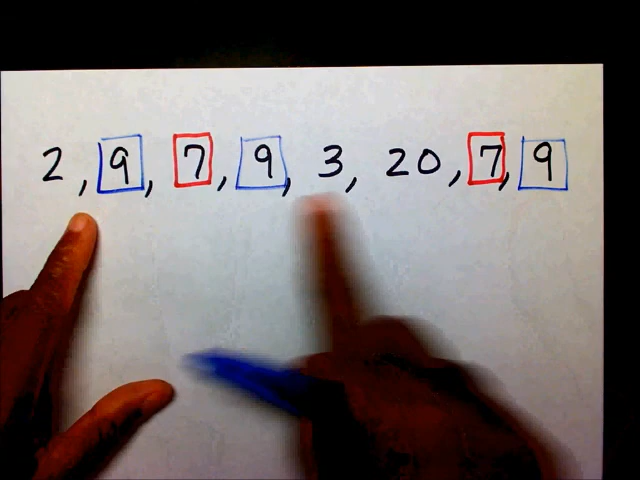 2, 9, 7, 9, 3, 20, 7, 9